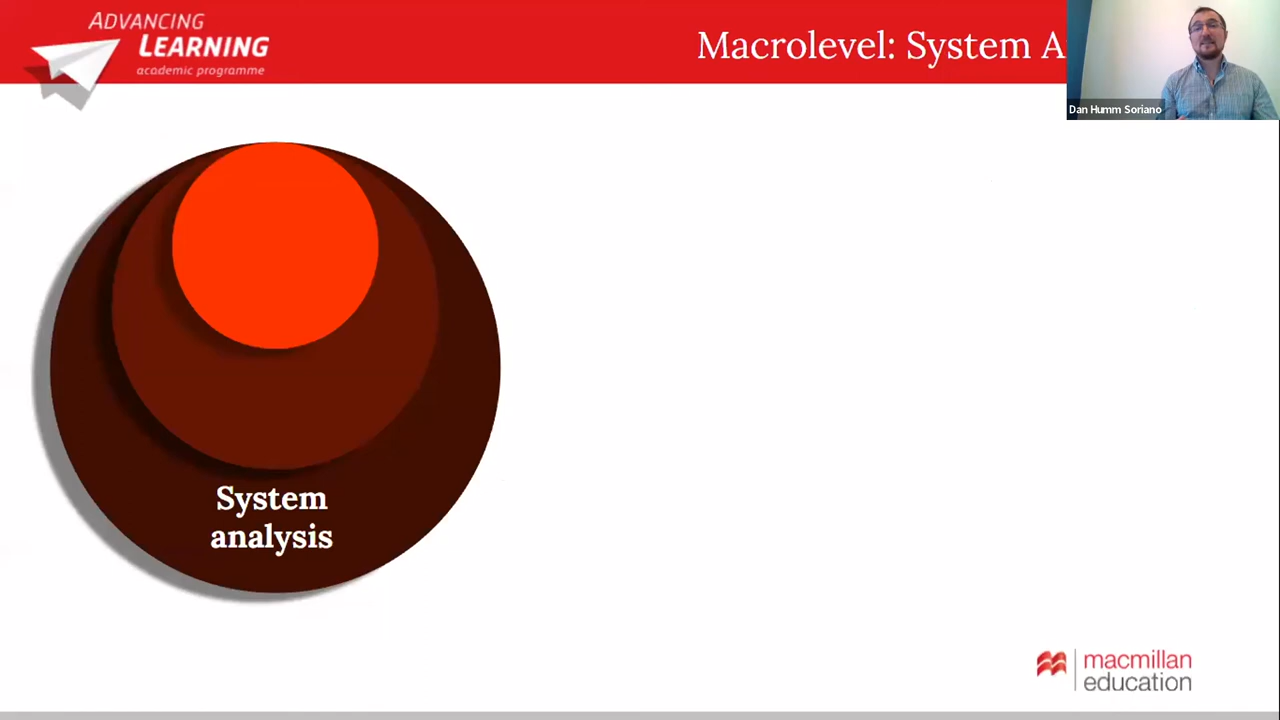 ADVANCING
LEARNING
academic programme
Macrolevel: System A
Dan Humm Soriano
System
analysis
macmillan
education